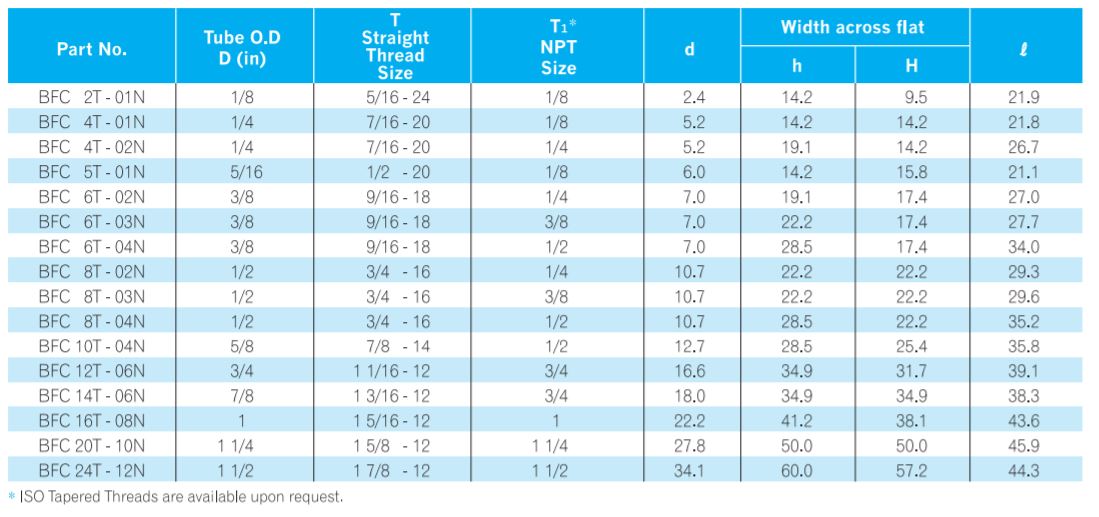 Part No. Tube O.D D (in) T Straight Thread Size T1* NPT Size d Width across flat h H ℓ
BFC 2T - 01N 1/8 5/16 - 24 1/8 2.4 14.2 9.5 21.9
BFC 4T - 01N 1/4 7/16 - 20 1/8 5.2 14.2 14.2 21.8
BFC 4T - 02N 1/4 7/16 - 20 1/4 5.2 19.1 14.2 26.7
BFC 5T - 01N 5/16 1/2 - 20 1/8 6.0 14.2 15.8 21.1
BFC 6T - 02N 3/8 9/16 - 18 1/4 7.0 19.1 17.4 27.0
BFC 6T - 03N 3/8 9/16 - 18 3/8 7.0 22.2 17.4 27.7
BFC 6T - 04N 3/8 9/16 - 18 1/2 7.0 28.5 17.4 34.0
BFC 8T - 02N 1/2 3/4 - 16 1/4 10.7 22.2 22.2 29.3
BFC 8T - 03N 1/2 3/4 - 16 3/8 10.7 22.2 22.2 29.6
BFC 8T - 04N 1/2 3/4 - 16 1/2 10.7 28.5 22.2 35.2
BFC 10T - 04N 5/8 7/8 - 14 1/2 12.7 28.5 25.4 35.8
BFC 12T - 06N 3/4 1 1/16 - 12 3/4 16.6 34.9 31.7 39.1
BFC 14T - 06N 7/8 1 3/16 - 12 3/4 18.0 34.9 34.9 38.3
BFC 16T - 08N 1 1 5/16 - 12 1 22.2 41.2 38.1 43.6
BFC 20T - 10N 1 1/4 1 5/8 - 12 1 1/4 27.8 50.0 50.0 45.9
BFC 24T - 12N 1 1/2 1 7/8 - 12 1 1/2 34.1 60.0 57.2 44.3
* ISO Tapered Threads are available upon request.